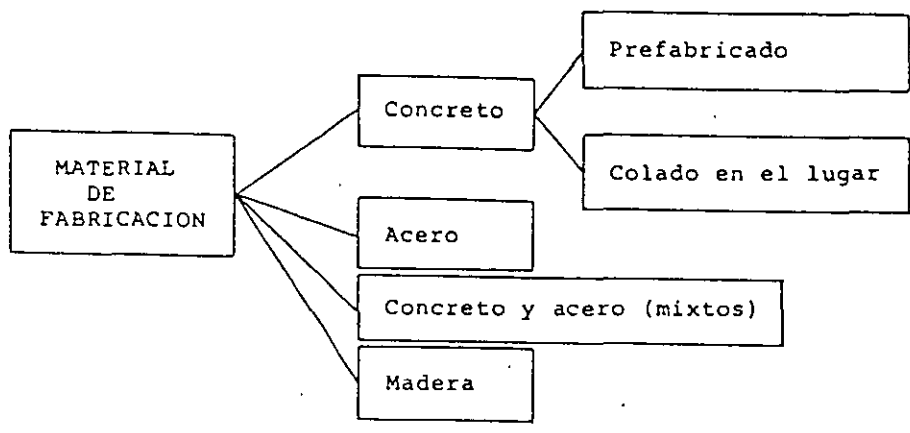 MATERIAL
DE
FABRICACION
Concreto
Prefabricado
Colado en el lugar
Acero
Concreto y acero (mixtos)
Madera